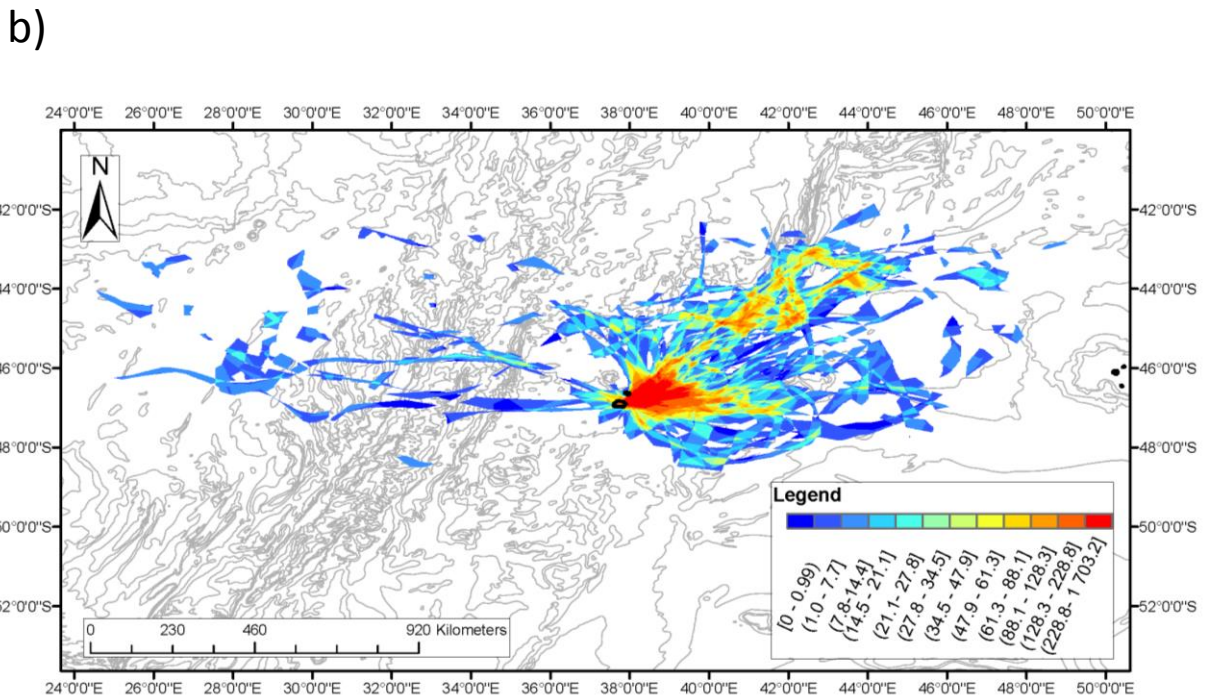 b)
24°0'0"E 26°0'0"E 28°0'0"E 30°0'0"E 32°0'0"E 34°0'0"E 36°0'0"E 38°0'0"E 40°0'0"E 42°0'0"E 44°0'0"E 46°0'0"E 48°0'0"E 50°0'0"E
N
42°0'0"S 42°0'0"S
44°0'0"S 44°0'0"S
46°0'0"S 46°0'0"S
48°0'0"S 48°0'0"S
50°0'0"S 50°0'0"S
52°0'0"S 52°0'0"S
Legend
[0 - 0.99)
(1.0 - 7.7]
(7.8-14.4]
(14.5 - 21.1]
(21.1- 27.8]
(27.8 - 34.5]
(34.5 - 47.9]
(47.9 - 61.3]
(61.3 - 88.1]
(88.1 - 128.3]
(128.3 - 228.8]
(228.8- 1 703.2]
0 230 460 920 Kilometers
24°0'0"E 26°0'0"E 28°0'0"E 30°0'0"E 32°0'0"E 34°0'0"E 36°0'0"E 38°0'0"E 40°0'0"E 42°0'0"E 44°0'0"E 46°0'0"E 48°0'0"E 50°0'0"E